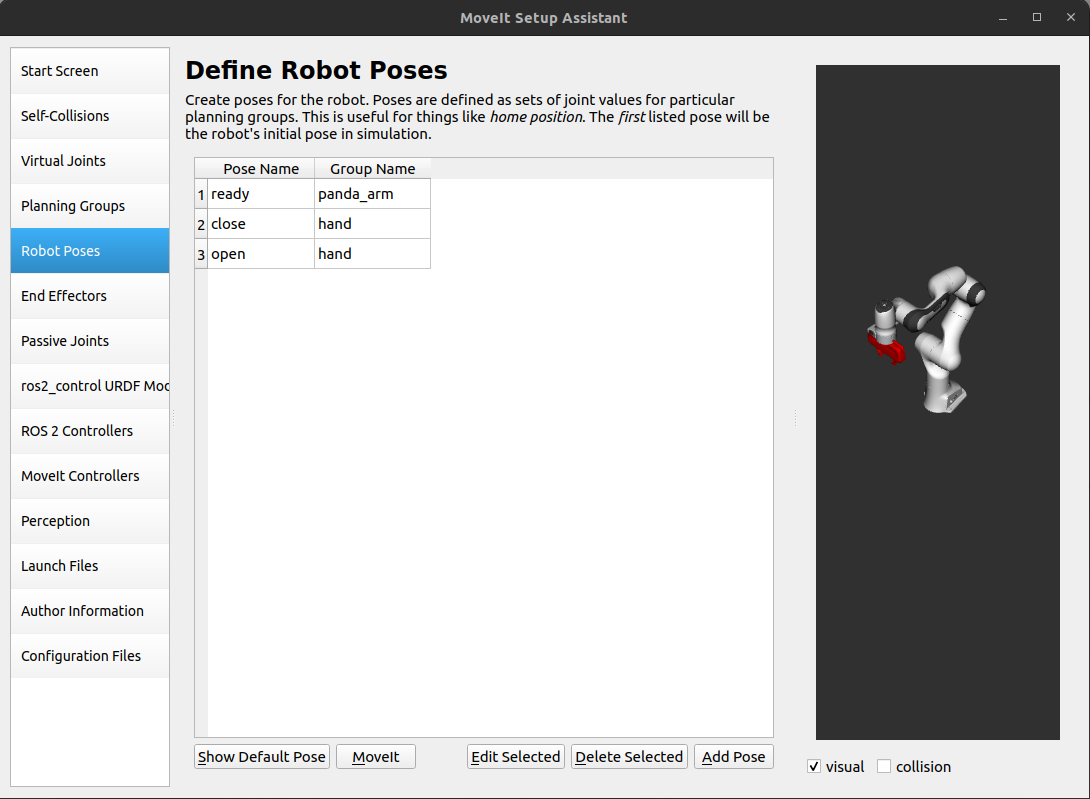 MoveIt Setup Assistant
Start Screen
Self-Collisions
Virtual Joints
Planning Groups
Robot Poses
End Effectors
Passive Joints
ros2_control URDF Moc
ROS 2 Controllers
MoveIt Controllers
Perception
Launch Files
Author Information
Configuration Files
Define Robot Poses
Create poses for the robot. Poses are defined as sets of joint values for particular
planning groups. This is useful for things like home position. The first listed pose will be
the robot's initial pose in simulation.
Pose Name Group Name
1 ready panda_arm
2 close hand
3 open hand
Show Default Pose MoveIt Edit Selected Delete Selected Add Pose
visual collision